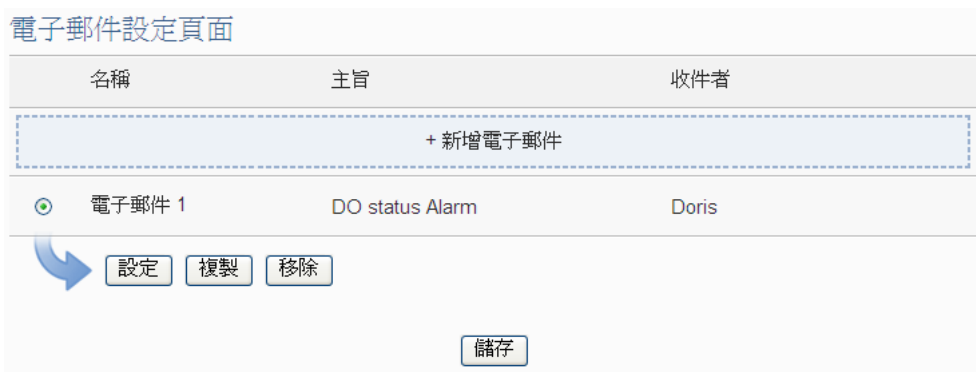 電子郵件設定頁面
名稱 主旨 收件者
+ 新增電子郵件
電子郵件 1 DO status Alarm Doris
設定 複製 移除
儲存